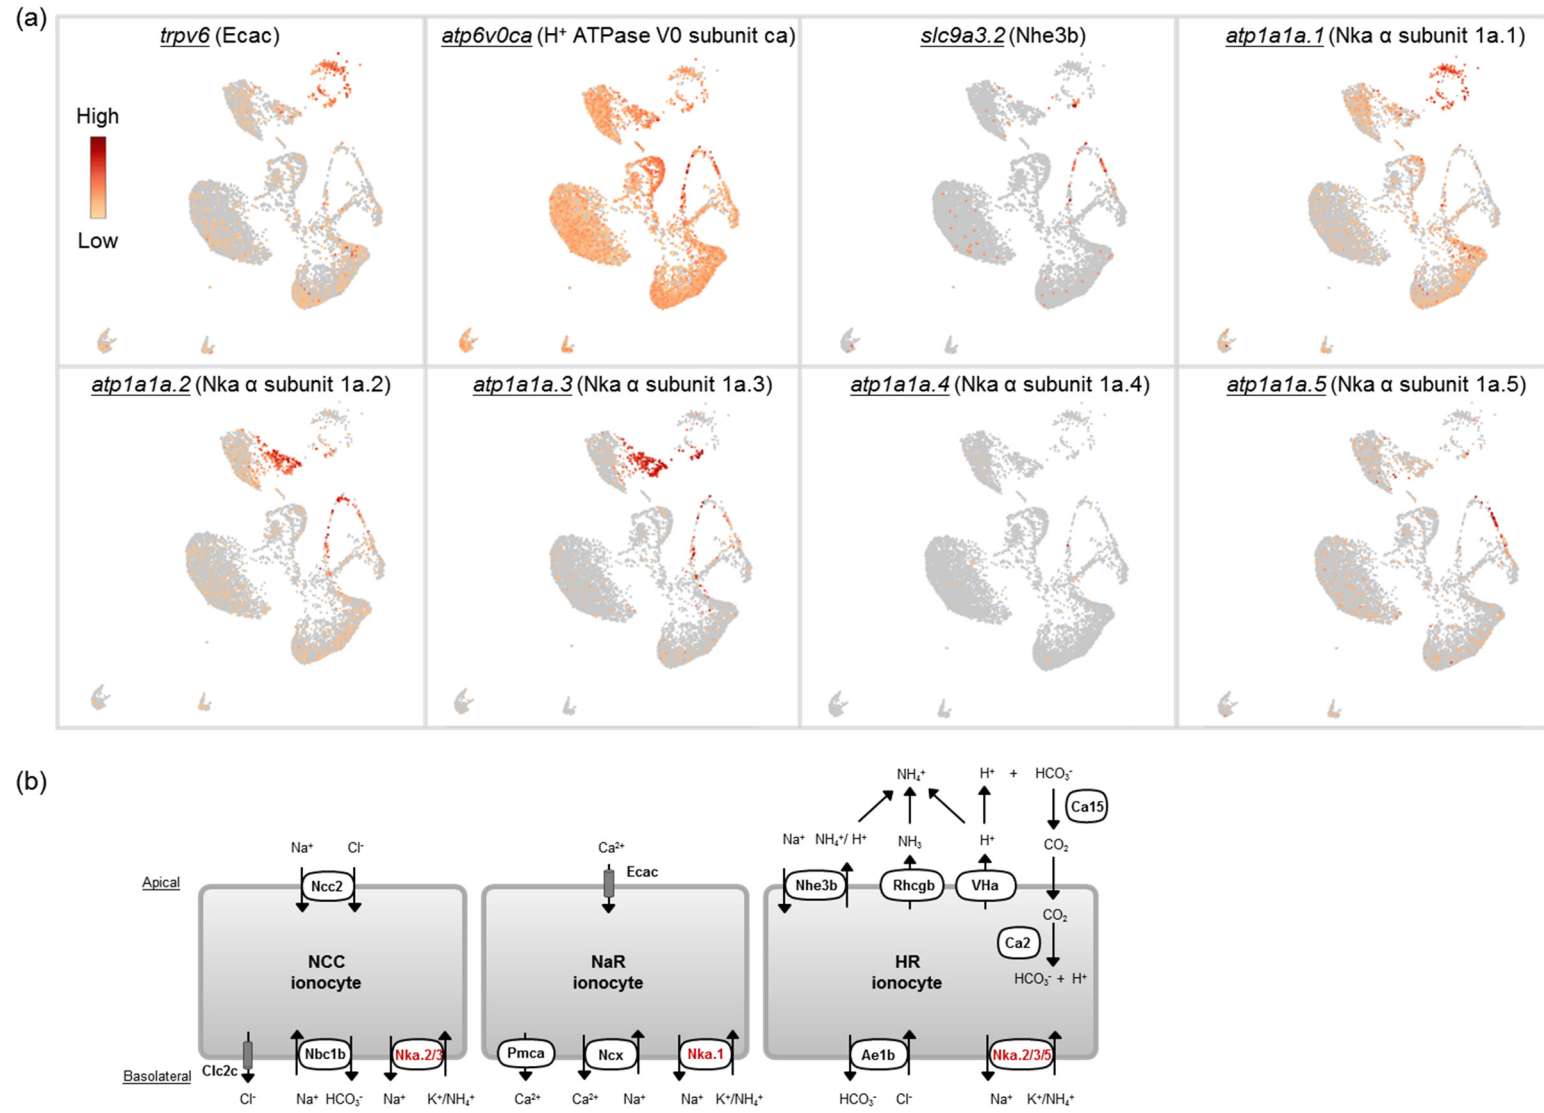 (a)
trpv6 (Ecac)
atp6v0ca (H⁺ ATPase V0 subunit ca)
slc9a3.2 (Nhe3b)
atp1a1a.1 (Nka α subunit 1a.1)
High
Low
atp1a1a.2 (Nka α subunit 1a.2)
atp1a1a.3 (Nka α subunit 1a.3)
atp1a1a.4 (Nka α subunit 1a.4)
atp1a1a.5 (Nka α subunit 1a.5)
(b)
NH₄⁺
H⁺ + HCO₃⁻
Ca15
Na⁺ Cl⁻
Ca²⁺
Na⁺ NH₄⁺/ H⁺
NH₃
H⁺
CO₂
Apical
Ncc2
Ecac
Nhe3b
Rhcgb
VHa
CO₂
Ca2
HCO₃⁻ + H⁺
NCC
ionocyte
NaR
ionocyte
HR
ionocyte
Clc2c
Nbc1b
Nka.2/3
Pmca
Ncx
Nka.1
Ae1b
Nka.2/3/5
Basolateral
Cl⁻
Na⁺ HCO₃⁻
Na⁺ K⁺/NH₄⁺
Ca²⁺
Ca²⁺ Na⁺
Na⁺ K⁺/NH₄⁺
HCO₃⁻ Cl⁻
Na⁺ K⁺/NH₄⁺